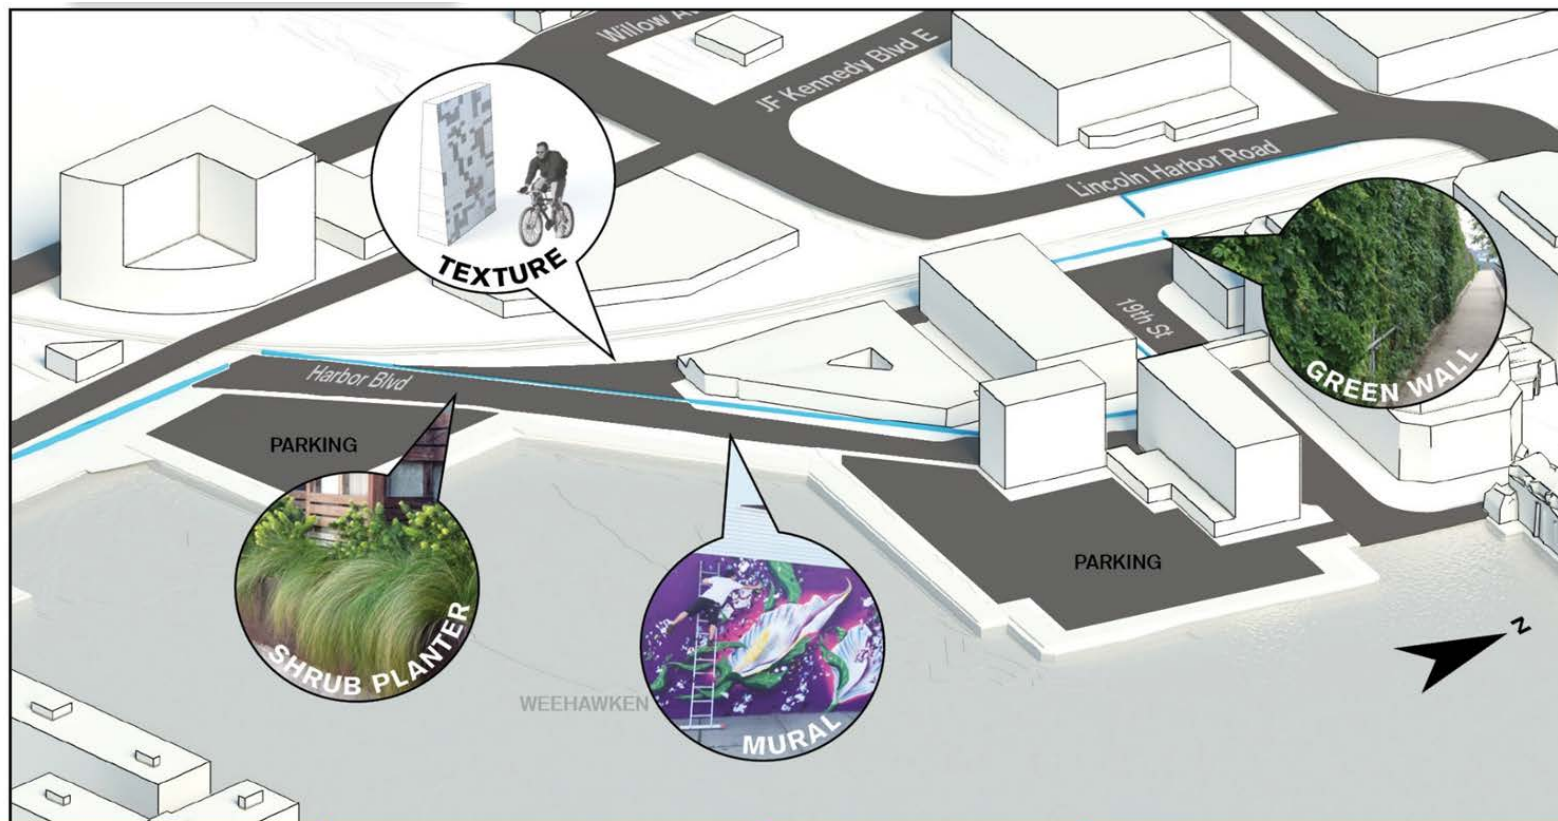 Willow
JF Kennedy Blvd E
TEXTURE
Lincoln Harbor Road
19th St
GREEN WALL
Harbor Blvd
PARKING
PARKING
SHRUB PLANTER
WEEHAWKEN
MURAL
N